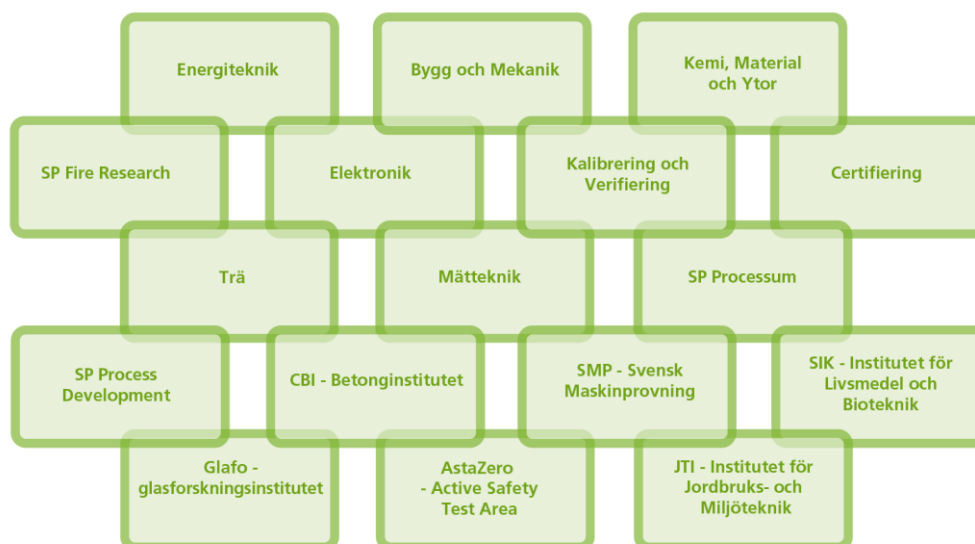 Energiteknik
Bygg och Mekanik
Kemi, Material
och Ytor
SP Fire Research
Elektronik
Kalibrering och
Verifiering
Certifiering
Trä
Mätteknik
SP Processum
SP Process
Development
CBI - Betonginstitutet
SMP - Svensk
Maskinprovning
SIK - Institutet för
Livsmedel och
Bioteknik
Glafo -
glasforskningsinstitutet
AstaZero
- Active Safety
Test Area
JTI - Institutet för
Jordbruks- och
Miljöteknik